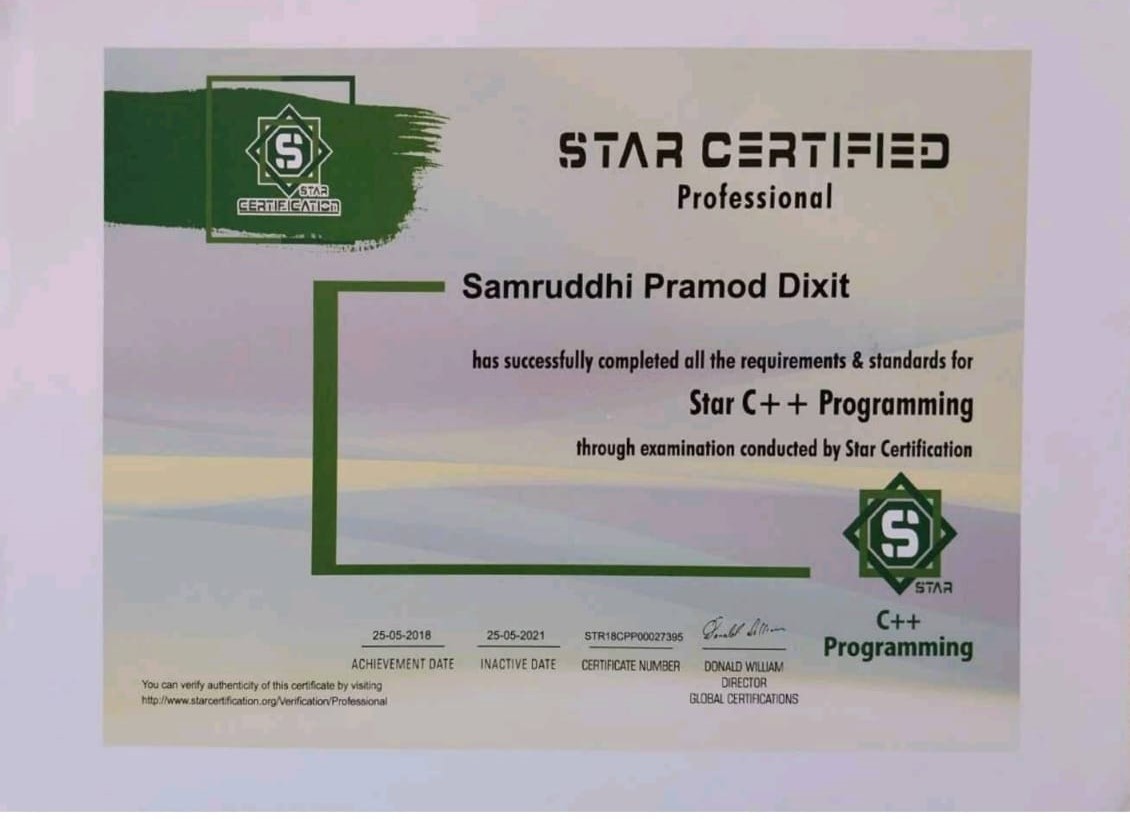 S
STAR
CERTIFICATION
STAR CERTIFIED
Professional
Samruddhi Pramod Dixit
has successfully completed all the requirements & standards for
Star C++ Programming
through examination conducted by Star Certification
S
STAR
C++
Programming
25-05-2018
ACHIEVEMENT DATE
25-05-2021
INACTIVE DATE
STR18CPP00027395
CERTIFICATE NUMBER
Donald William
DONALD WILLIAM
DIRECTOR
GLOBAL CERTIFICATIONS
You can verify authenticity of this certificate by visiting
http://www.starcertification.org/Verification/Professional